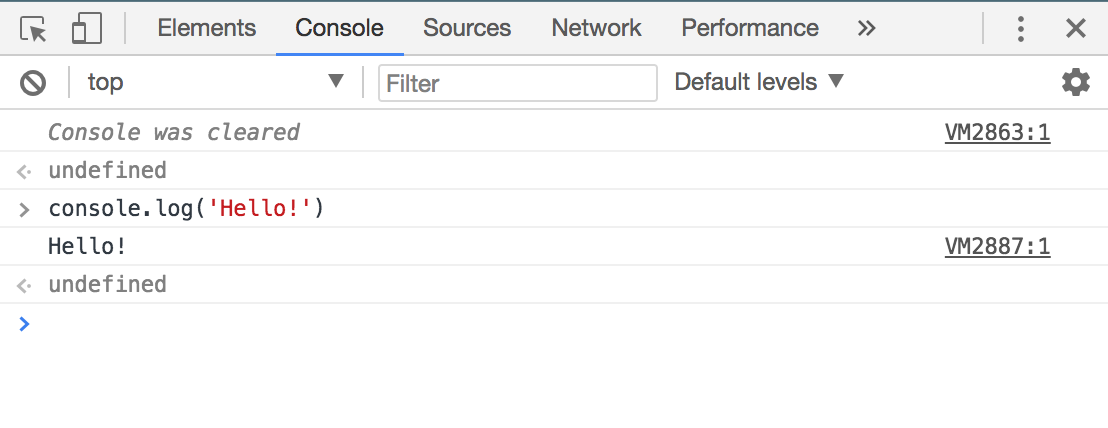 Elements Console Sources Network Performance »
top Filter Default levels
Console was cleared VM2863:1
undefined
console.log('Hello!')
Hello! VM2887:1
undefined